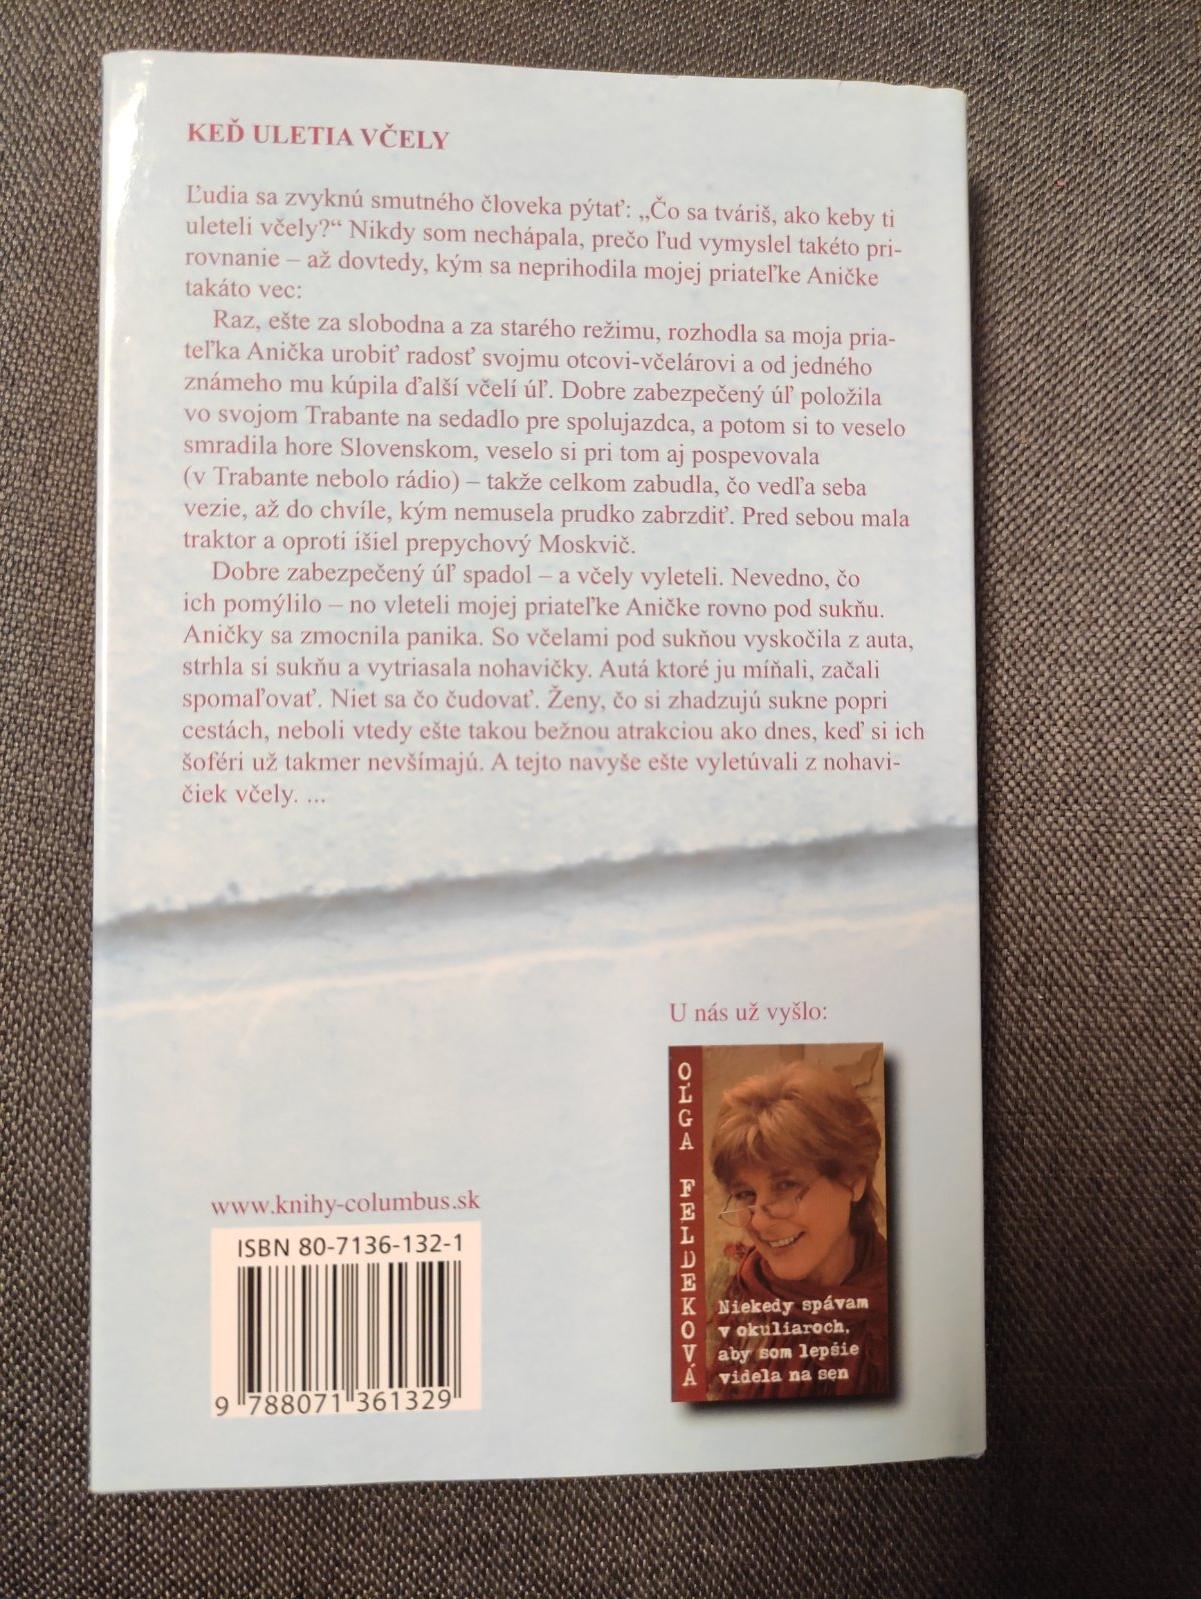 KEĎ ULETIA VČELY
Ľudia sa zvyknú smutného človeka pýtať: „Čo sa tváriš, ako keby ti
uleteli včely?“ Nikdy som nechápala, prečo ľud vymyslel takéto pri-
rovnanie – až dovtedy, kým sa neprihodila mojej priateľke Aničke
takáto vec:
Raz, ešte za slobodna a za starého režimu, rozhodla sa moja pria-
teľka Anička urobiť radosť svojmu otcovi-včelárovi a od jedného
známeho mu kúpila ďalší včelí úľ. Dobre zabezpečený úľ položila
vo svojom Trabante na sedadlo pre spolujazdca, a potom si to veselo
smradila hore Slovenskom, veselo si pri tom aj pospevovala
(v Trabante nebolo rádio) – takže celkom zabudla, čo vedľa seba
vezie, až do chvíle, kým nemusela prudko zabrzdiť. Pred sebou mala
traktor a oproti išiel prepychový Moskvič.
Dobre zabezpečený úľ spadol – a včely vyleteli. Nevedno, čo
ich pomýlilo – no vleteli mojej priateľke Aničke rovno pod sukňu.
Aničky sa zmocnila panika. So včelami pod sukňou vyskočila z auta,
strhla si sukňu a vytriasala nohavičky. Autá ktoré ju míňali, začali
spomaľovať. Niet sa čo čudovať. Ženy, čo si zhadzujú sukne popri
cestách, neboli vtedy ešte takou bežnou atrakciou ako dnes, keď si ich
šoféri už takmer nevšímajú. A tejto navyše ešte vyletúvali z nohavi-
čiek včely. ...
U nás už vyšlo:
OĽGA FELDEKOVÁ
Niekedy spávam
v okuliaroch,
aby som lepšie
videla na sen
www.knihy-columbus.sk
ISBN 80-7136-132-1
9 788071 361329